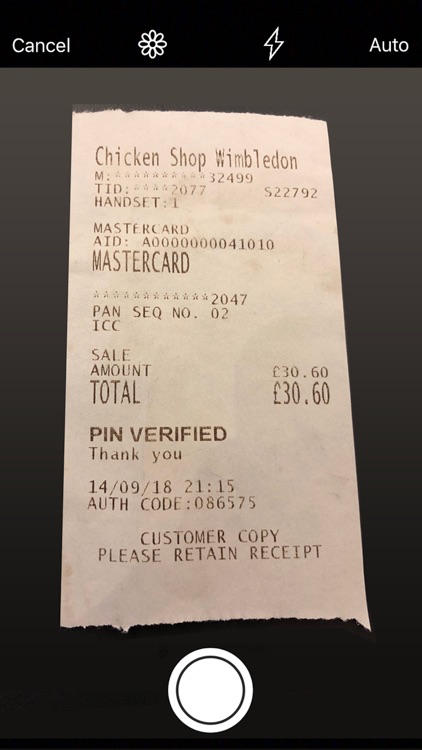 Cancel Auto
Chicken Shop Wimbledon
M:**********32499
TID:****2077 S22792
HANDSET:1
MASTERCARD
AID: A0000000041010
MASTERCARD
************2047
PAN SEQ NO. 02
ICC
SALE
AMOUNT £30.60
TOTAL £30.60
PIN VERIFIED
Thank you
14/09/18 21:15
AUTH CODE:086575
CUSTOMER COPY
PLEASE RETAIN RECEIPT